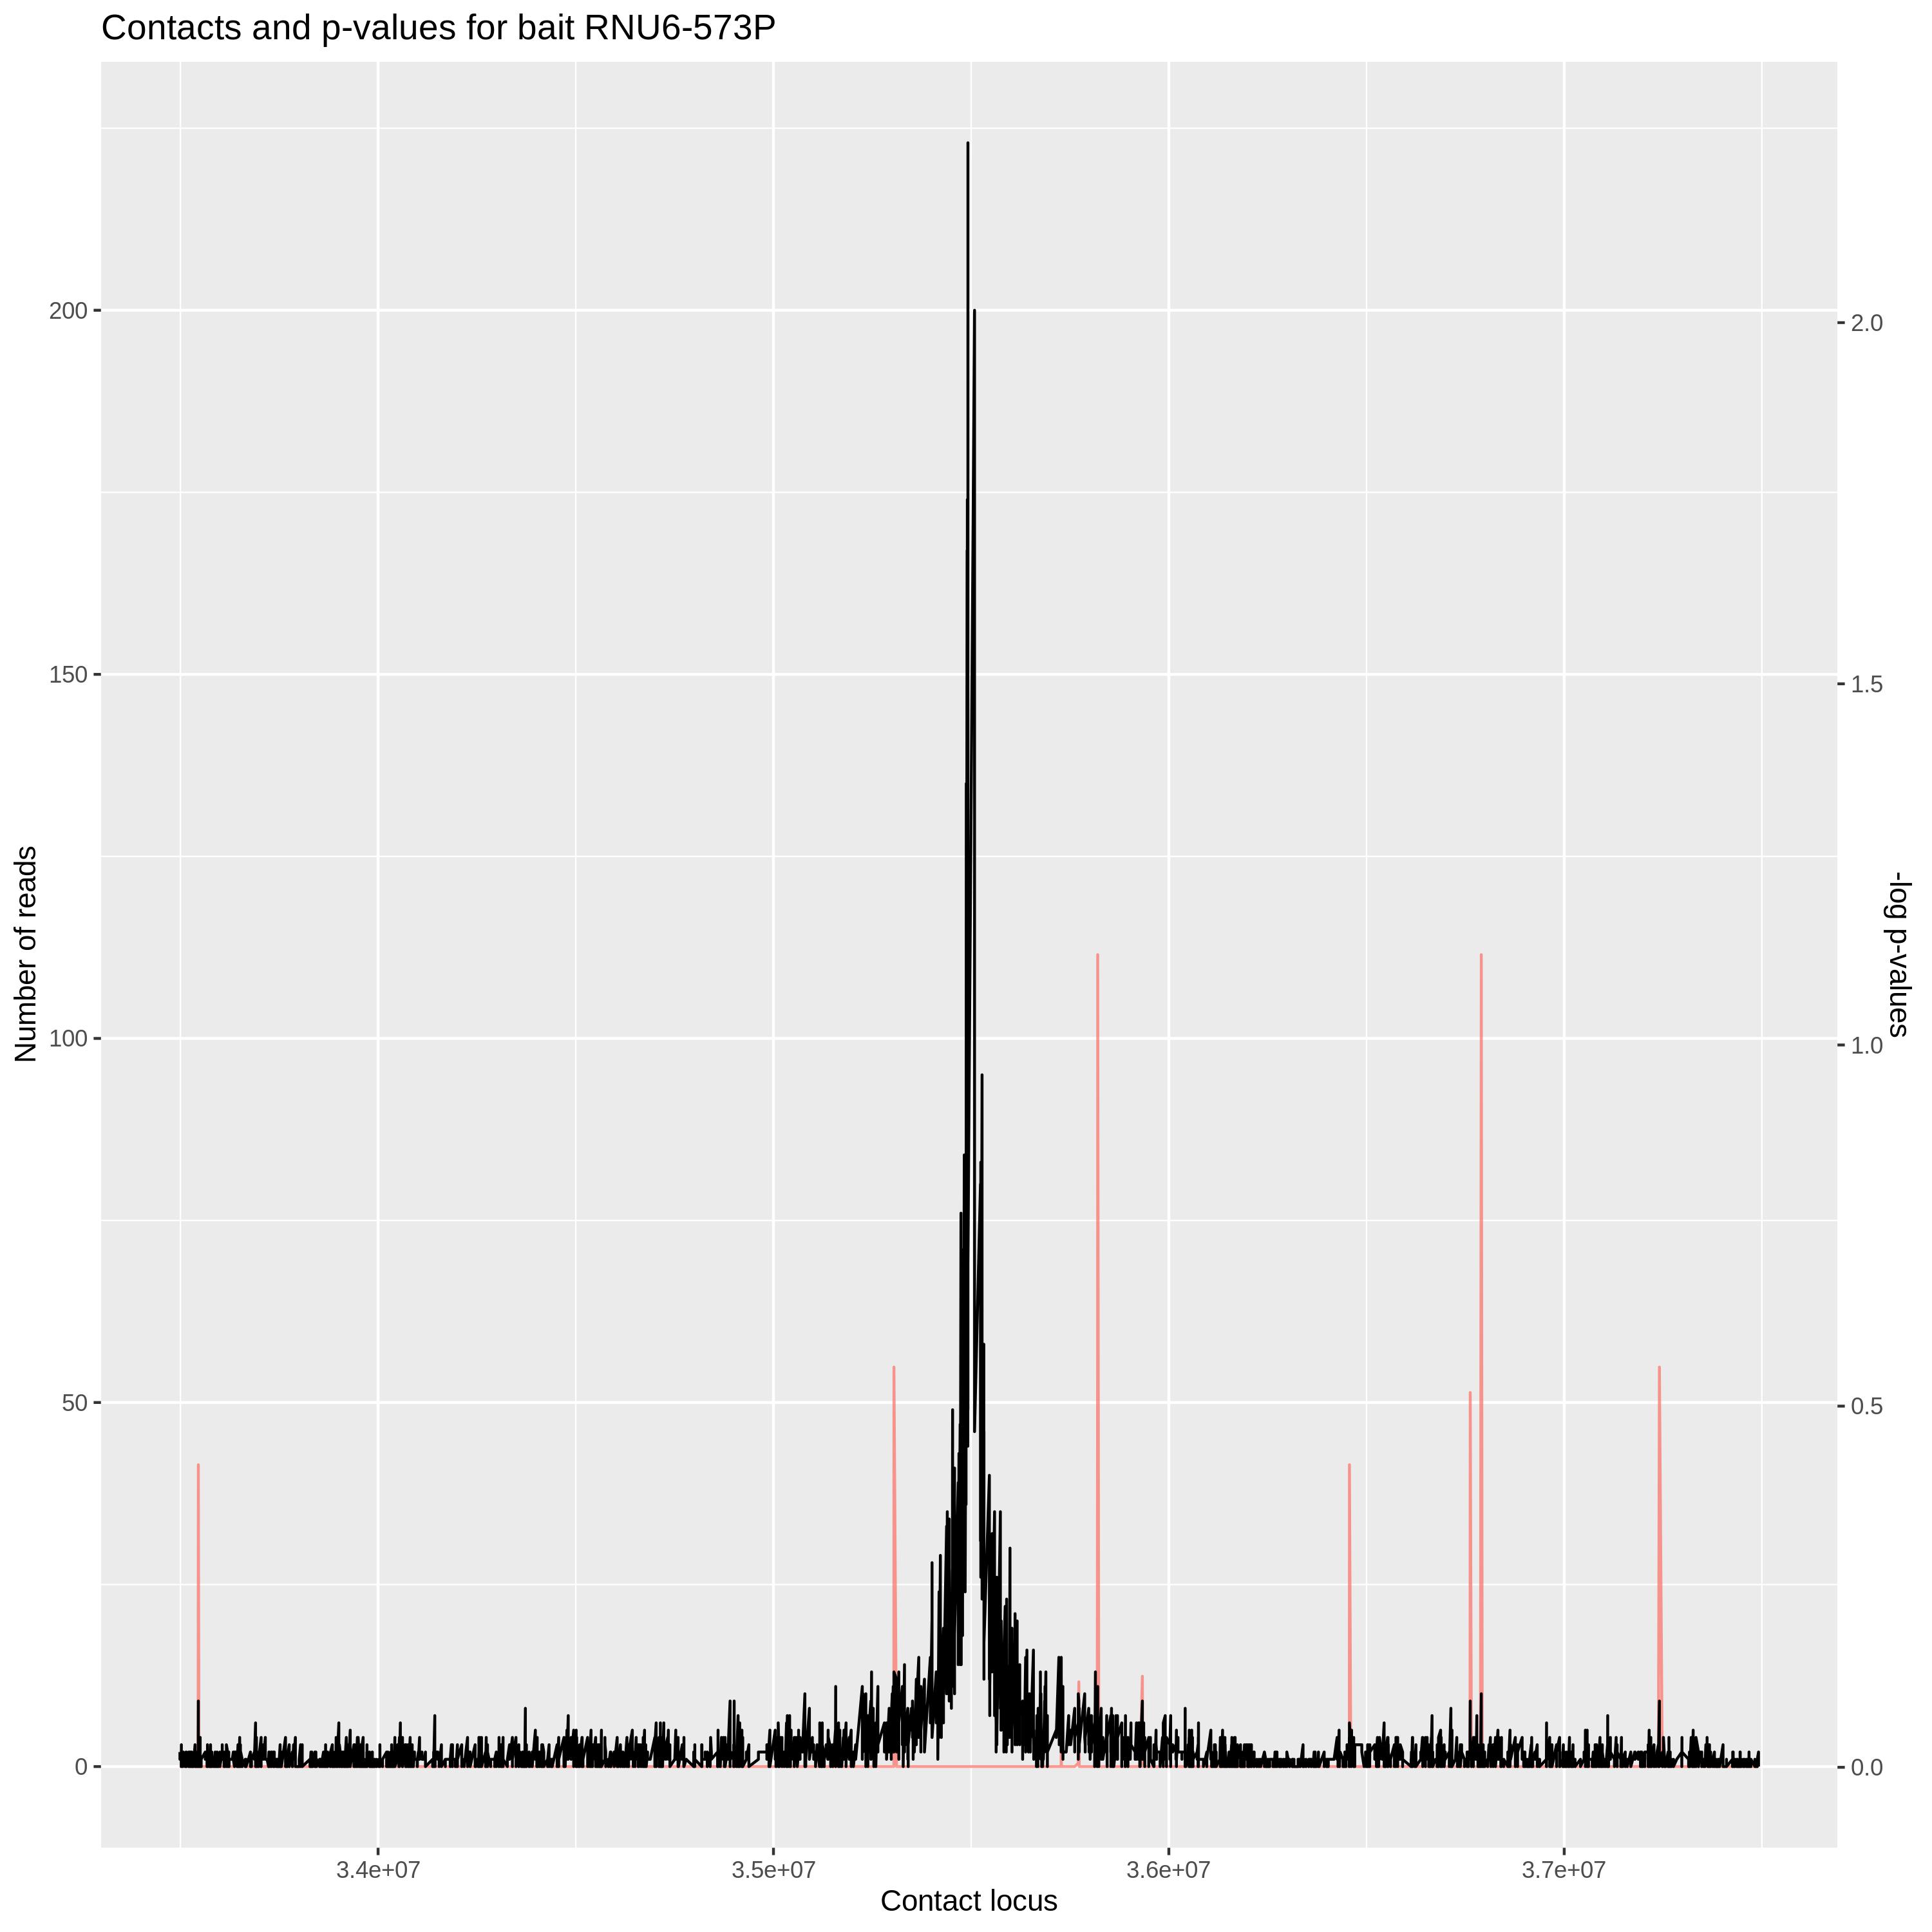 Contacts and p-values for bait RNU6-573P
Number of reads
200
150
100
50
0
2.0
1.5
1.0
0.5
0.0
-log p-values
3.4e+07
3.5e+07
3.6e+07
3.7e+07
Contact locus